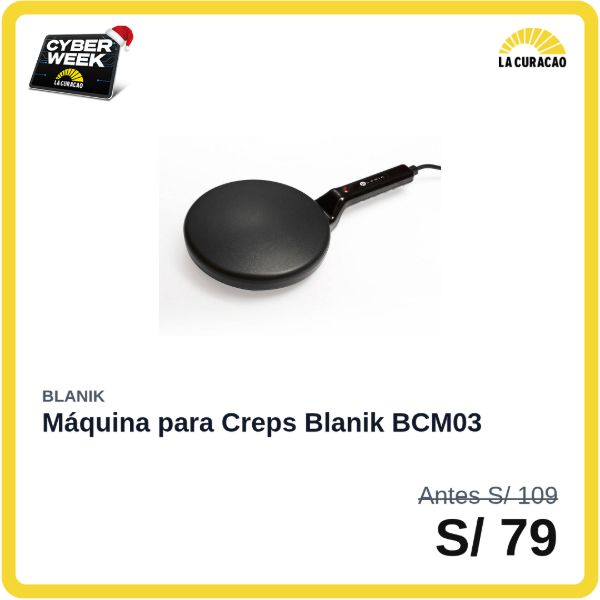 CYBER
WEEK
LA CURACAO
LA CURACAO
BLANIK
Máquina para Creps Blanik BCM03
Antes S/ 109
S/ 79